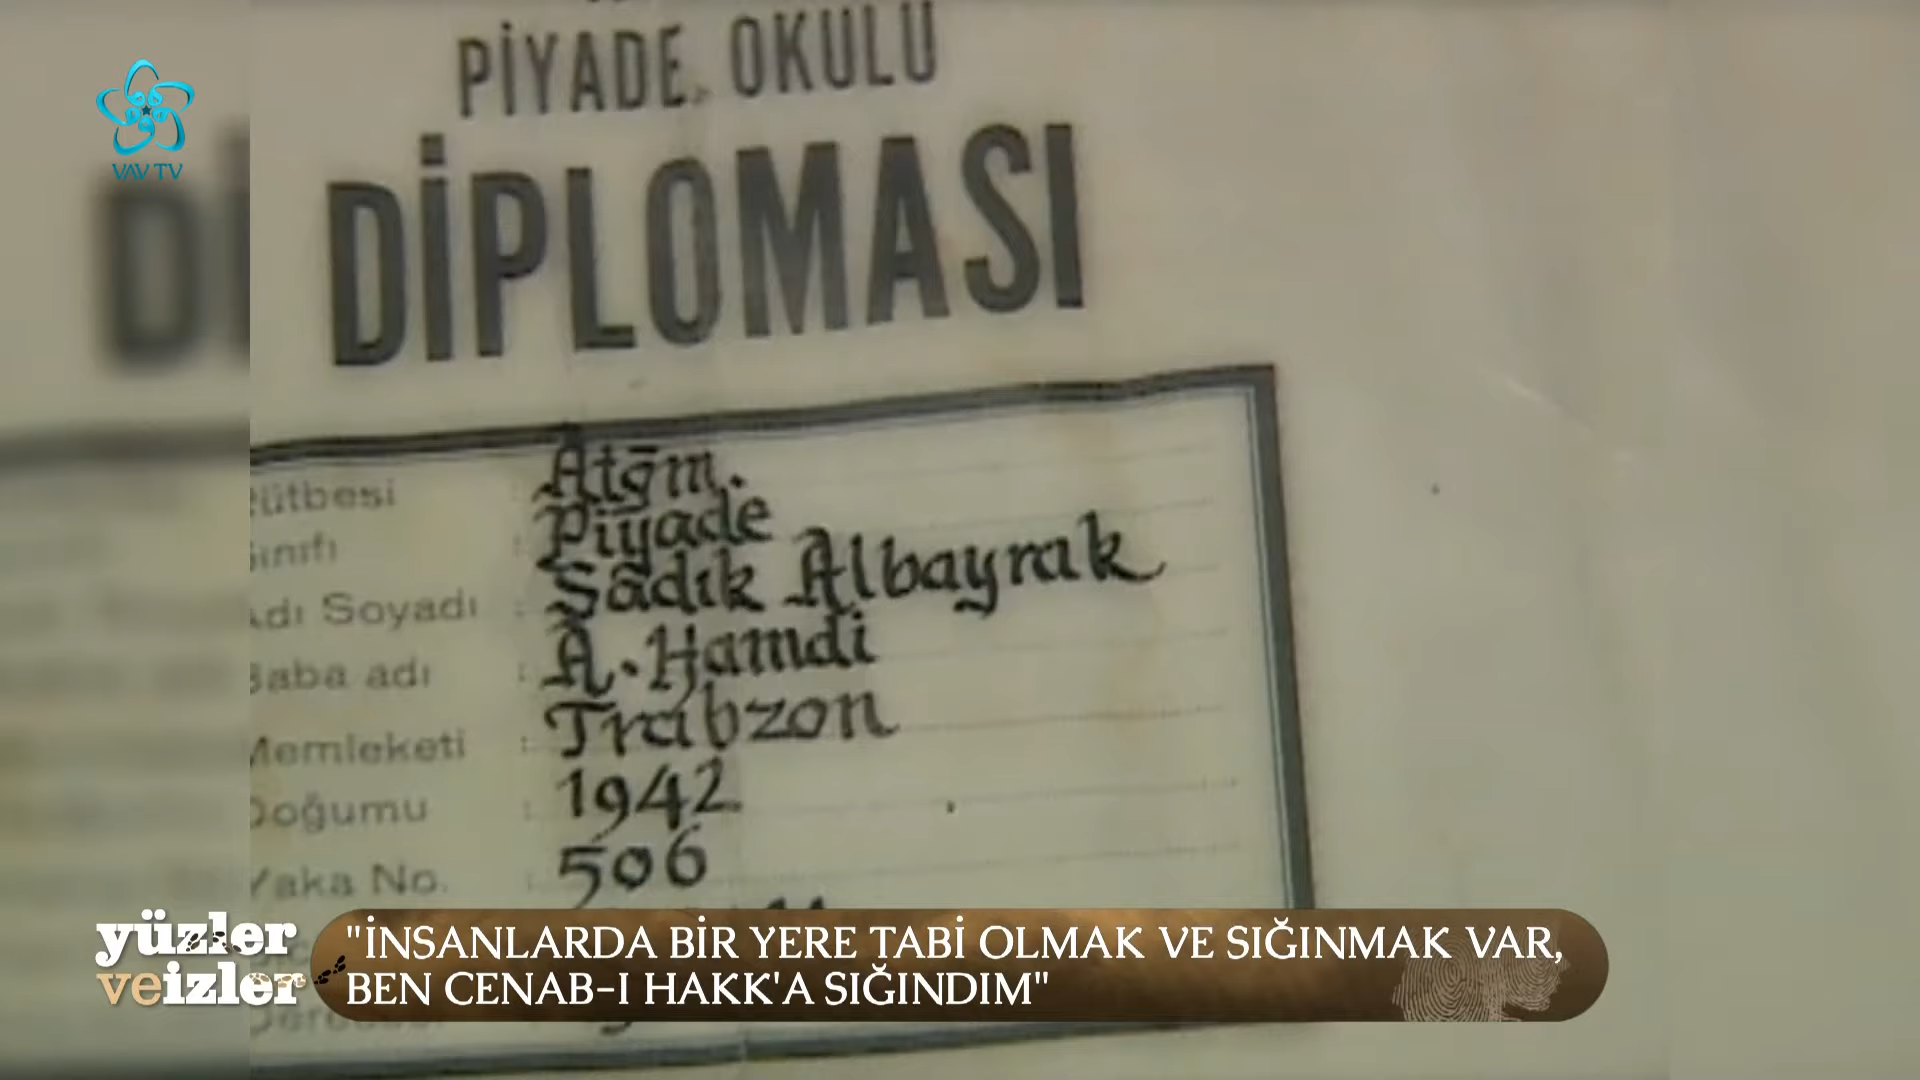 PİYADE OKULU
DİPLOMASI
VAV TV
Rütbesi : Atğm.
Sınıfı : Piyade
Adı Soyadı : Sadık Albayrak
Baba adı : A. Hamdi
Memleketi : Trabzon
Doğumu : 1942
Yaka No. : 506
yüzler
veizler
"İNSANLARDA BİR YERE TABİ OLMAK VE SIĞINMAK VAR,
BEN CENAB-I HAKK'A SIĞINDIM"